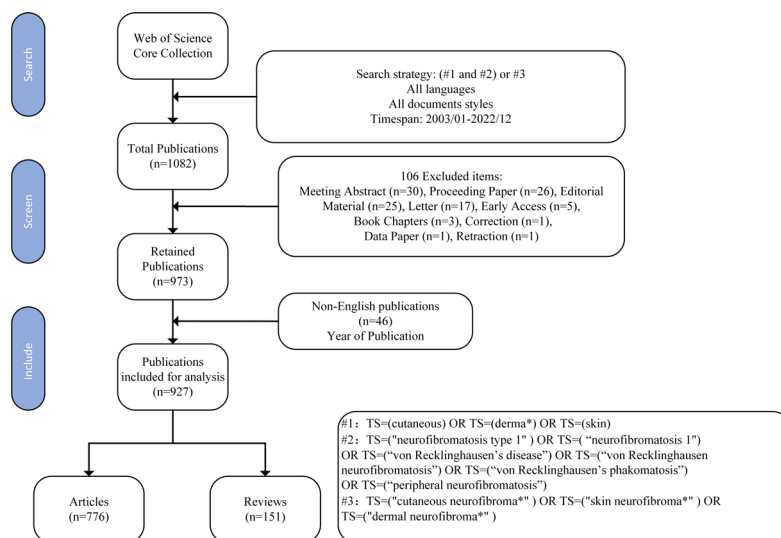 Search
Web of Science
Core Collection
Search strategy: (#1 and #2) or #3
All languages
All documents styles
Timespan: 2003/01-2022/12
Total Publications
(n=1082)
Screen
106 Excluded items:
Meeting Abstract (n=30), Proceeding Paper (n=26), Editorial
Material (n=25), Letter (n=17), Early Access (n=5),
Book Chapters (n=3), Correction (n=1),
Data Paper (n=1), Retraction (n=1)
Retained
Publications
(n=973)
Non-English publications
(n=46)
Year of Publication
Include
Publications
included for analysis
(n=927)
Articles
(n=776)
Reviews
(n=151)
#1: TS=(cutaneous) OR TS=(derma*) OR TS=(skin)
#2: TS=("neurofibromatosis type 1" ) OR TS=( “neurofibromatosis 1")
OR TS=(“von Recklinghausen’s disease”) OR TS=(“von Recklinghausen
neurofibromatosis”) OR TS=(“von Recklinghausen’s phakomatosis”)
OR TS=(“peripheral neurofibromatosis”)
#3: TS=("cutaneous neurofibroma*" ) OR TS=("skin neurofibroma*" ) OR
TS=("dermal neurofibroma*" )